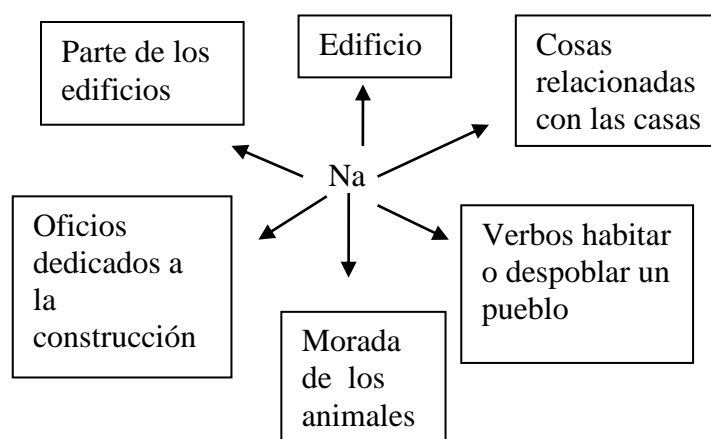 Parte de los
edificios
Edificio
Cosas
relacionadas
con las casas
Na
Oficios
dedicados a
la
construcción
Morada
de los
animales
Verbos habitar
o despoblar un
pueblo